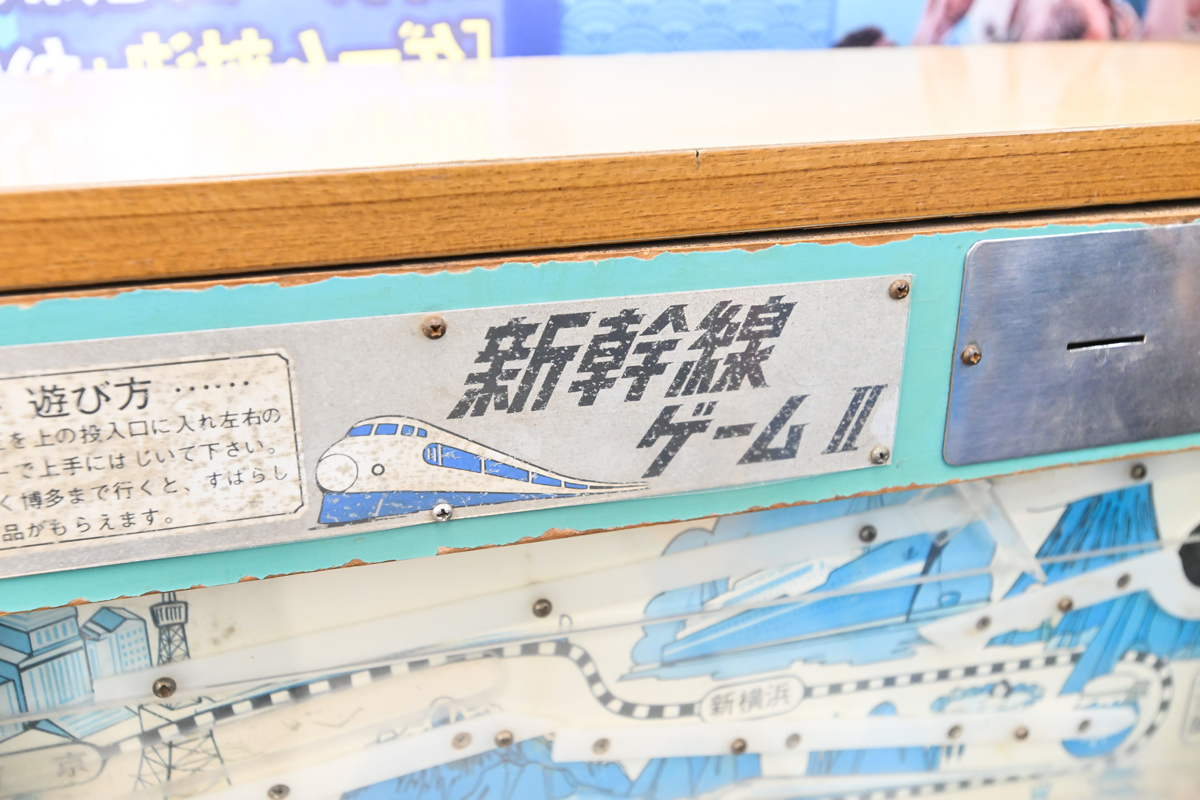 遊び方 ……
を上の投入口に入れ左右の
ーで上手にはじいて下さい。
く博多まで行くと、すばらし
品がもらえます。
新幹線
ゲームⅡ
新横浜
京